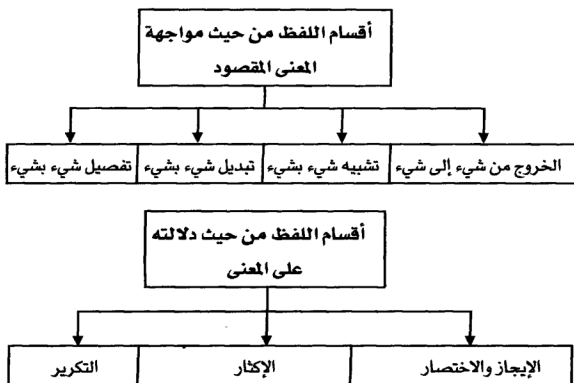 أقسام اللفظ من حيث مواجهة
المعنى المقصود
الخروج من شيء إلى شيء تشبيه شيء بشيء تبديل شيء بشيء تفصيل شيء بشيء
أقسام اللفظ من حيث دلالته
على المعنى
الإيجاز والاختصار الإكثار التكرير